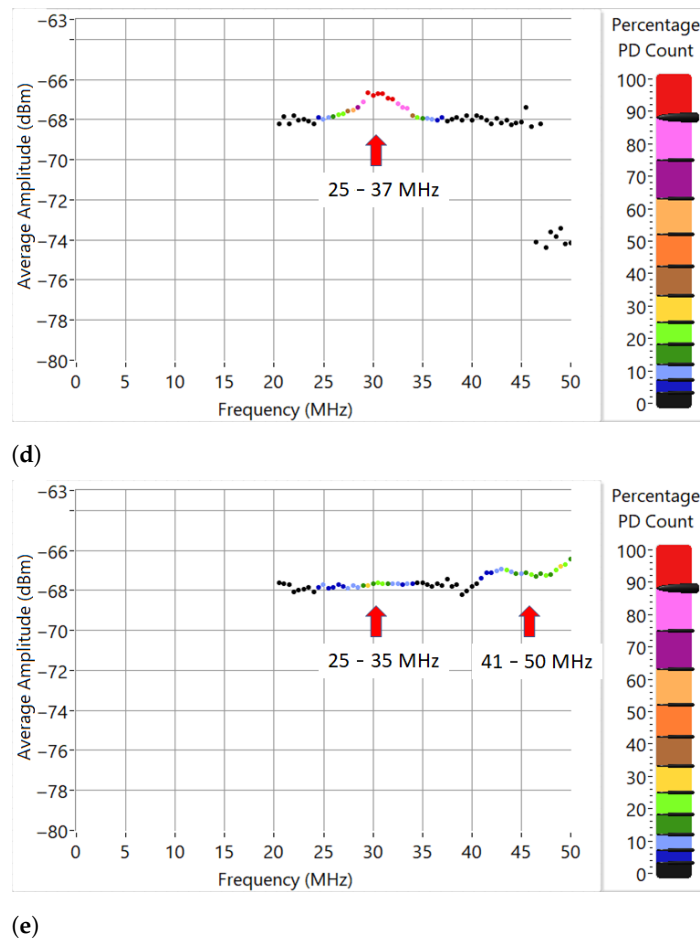 Percentage
PD Count
−63
−66
−68
−70
−72
−74
−76
−78
−80
Average Amplitude (dBm)
0 5 10 15 20 25 30 35 40 45 50
Frequency (MHz)
25 – 37 MHz
100
90
80
70
60
50
40
30
20
10
0
(d)
Percentage
PD Count
−63
−66
−68
−70
−72
−74
−76
−78
−80
Average Amplitude (dBm)
0 5 10 15 20 25 30 35 40 45 50
Frequency (MHz)
25 – 35 MHz 41 – 50 MHz
100
90
80
70
60
50
40
30
20
10
0
(e)